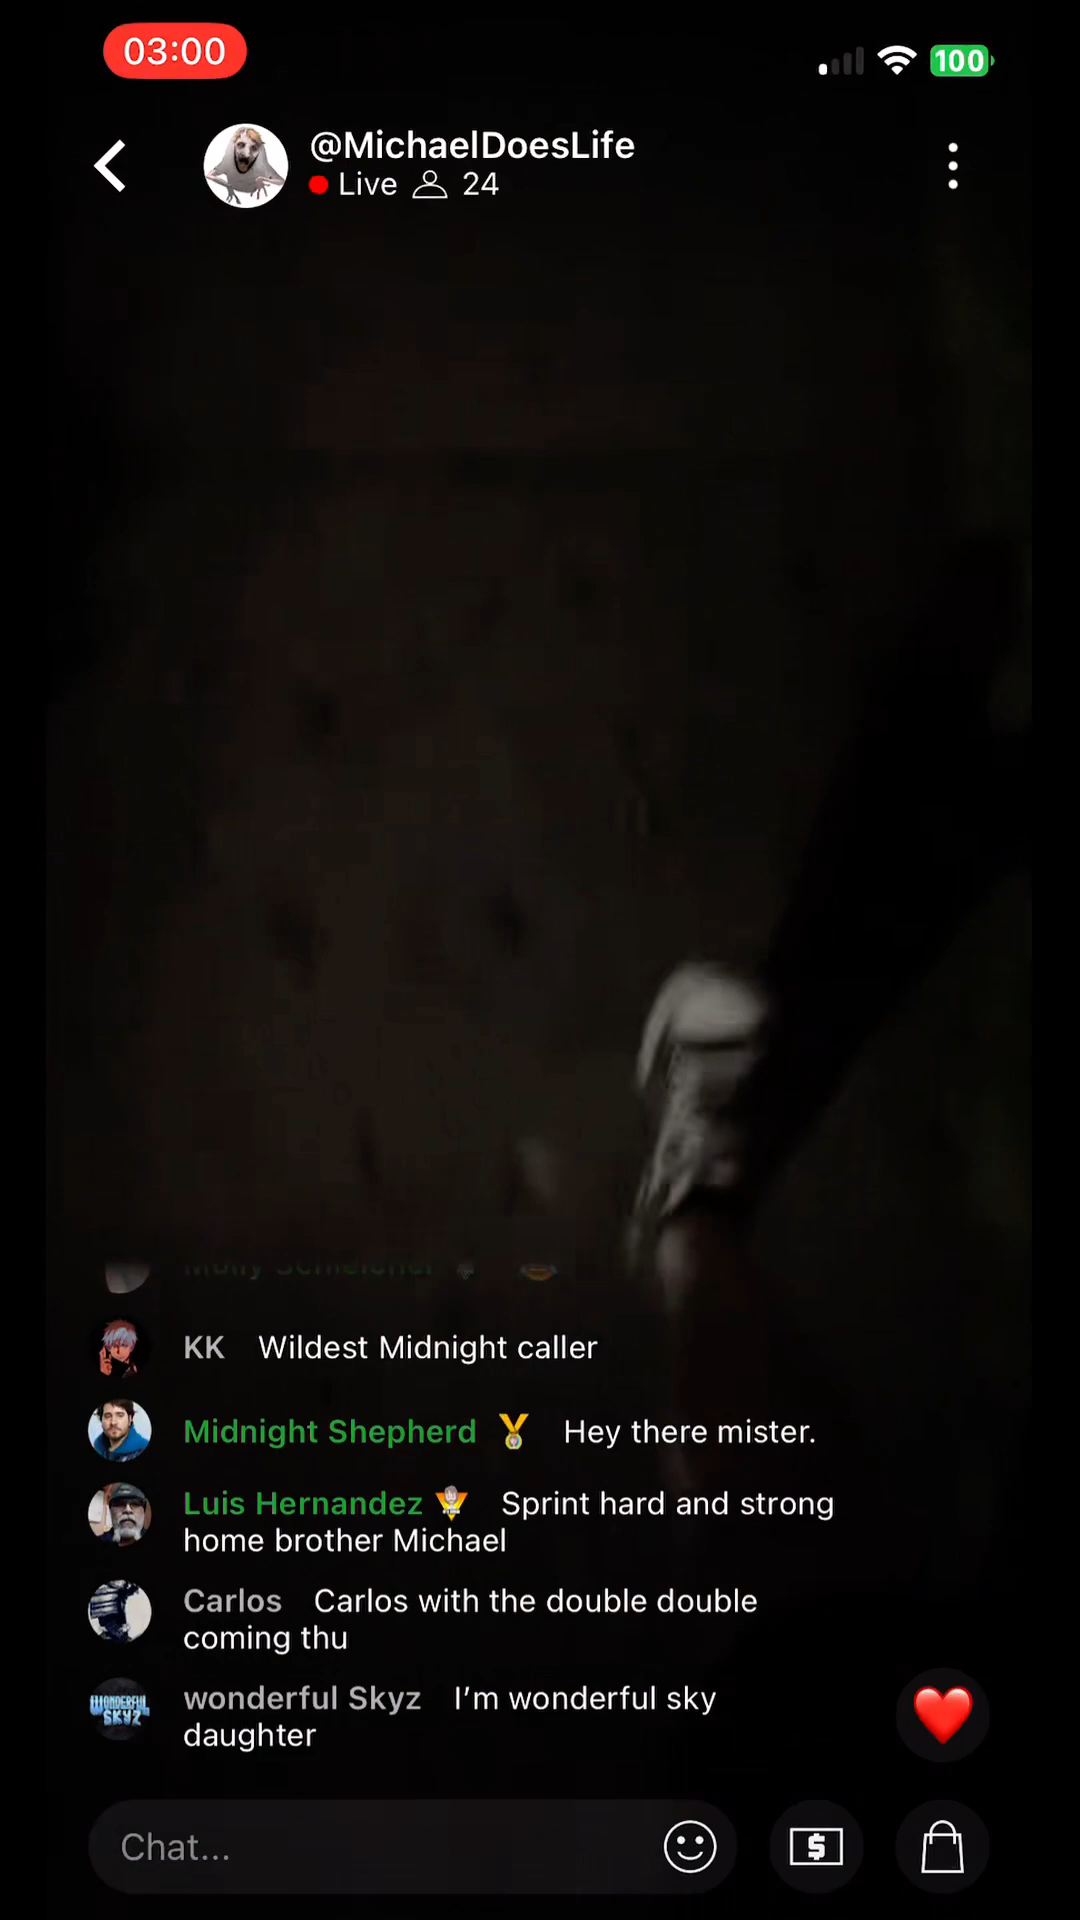 03:00
100
@MichaelDoesLife
Live 24
KK Wildest Midnight caller
Midnight Shepherd Hey there mister.
Luis Hernandez Sprint hard and strong
home brother Michael
Carlos Carlos with the double double
coming thu
WONDERFUL
SKYZ
wonderful Skyz I’m wonderful sky
daughter
Chat...
$